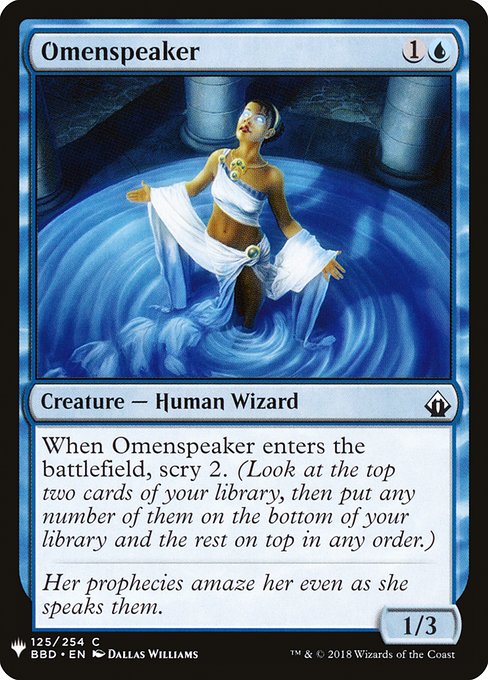 Omenspeaker 1
Creature — Human Wizard
When Omenspeaker enters the
battlefield, scry 2. (Look at the top
two cards of your library, then put any
number of them on the bottom of your
library and the rest on top in any order.)
Her prophecies amaze her even as she
speaks them.
1/3
125/254 C
BBD • EN Dallas Williams
™ & © 2018 Wizards of the Coast